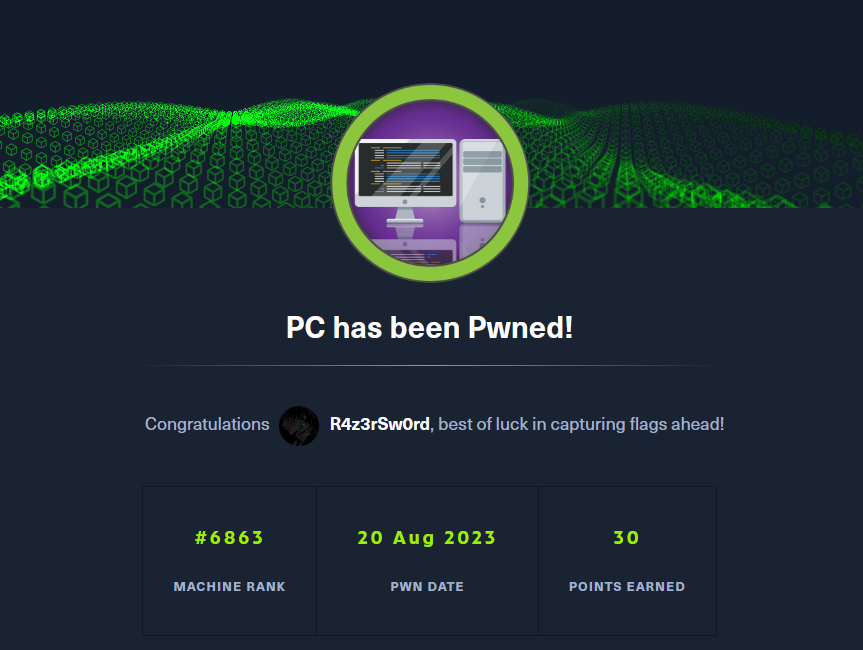 PC has been Pwned!
Congratulations R4z3rSw0rd, best of luck in capturing flags ahead!
#6863 20 Aug 2023 30
MACHINE RANK PWN DATE POINTS EARNED